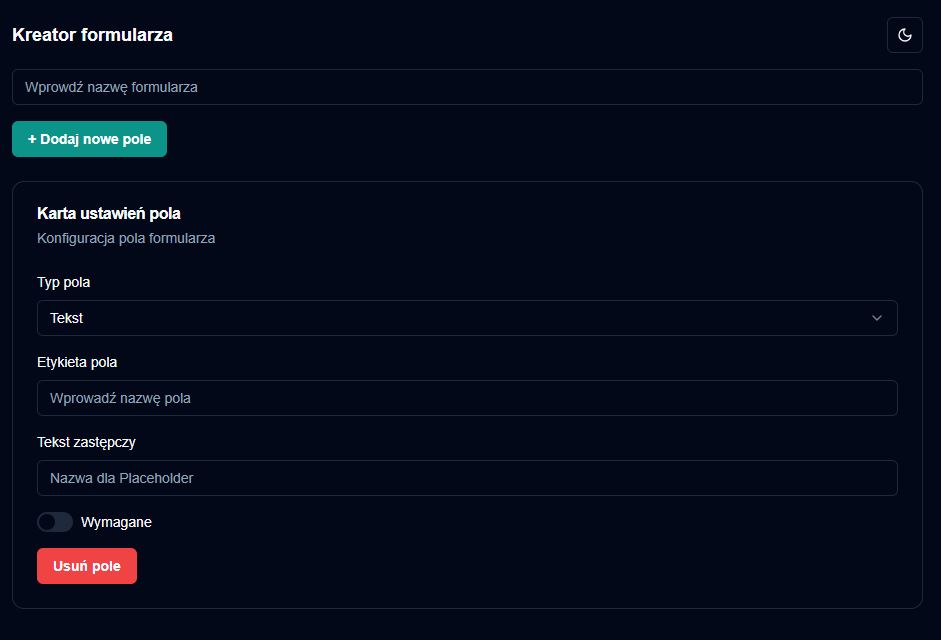 Kreator formularza
Wprowdź nazwę formularza
+ Dodaj nowe pole
Karta ustawień pola
Konfiguracja pola formularza
Typ pola
Tekst
Etykieta pola
Wprowadź nazwę pola
Tekst zastępczy
Nazwa dla Placeholder
Wymagane
Usuń pole